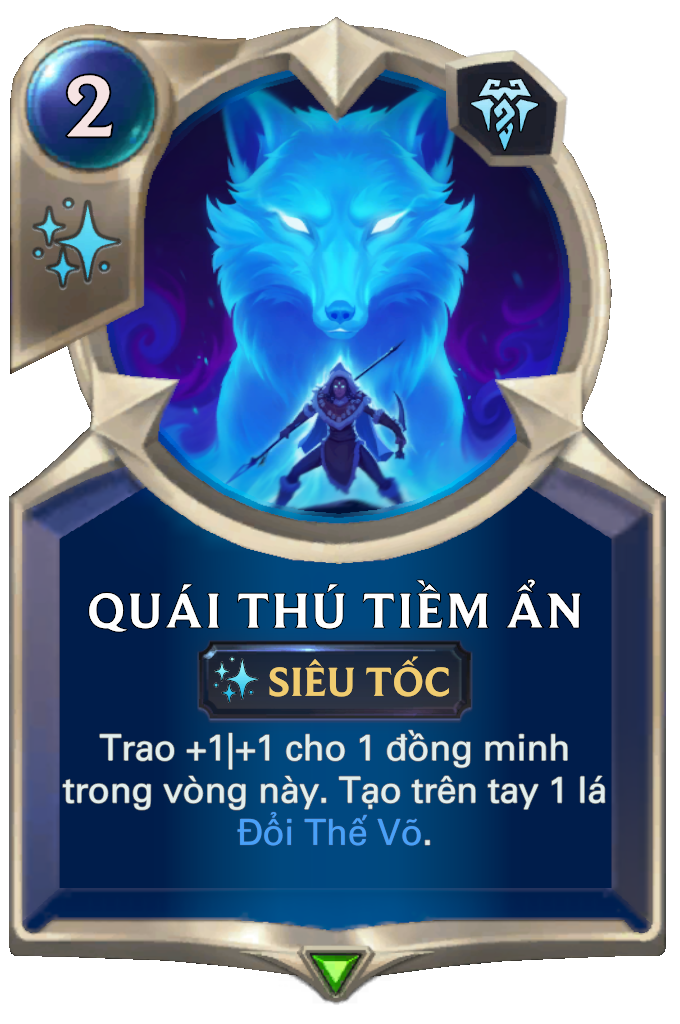 2
QUÁI THÚ TIỀM ẨN
SIÊU TỐC
Trao +1|+1 cho 1 đồng minh
trong vòng này. Tạo trên tay 1 lá
Đổi Thế Võ.